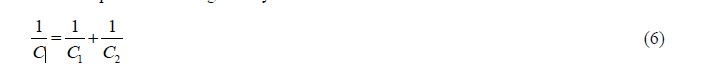 1/C = 1/C₁ + 1/C₂ (6)